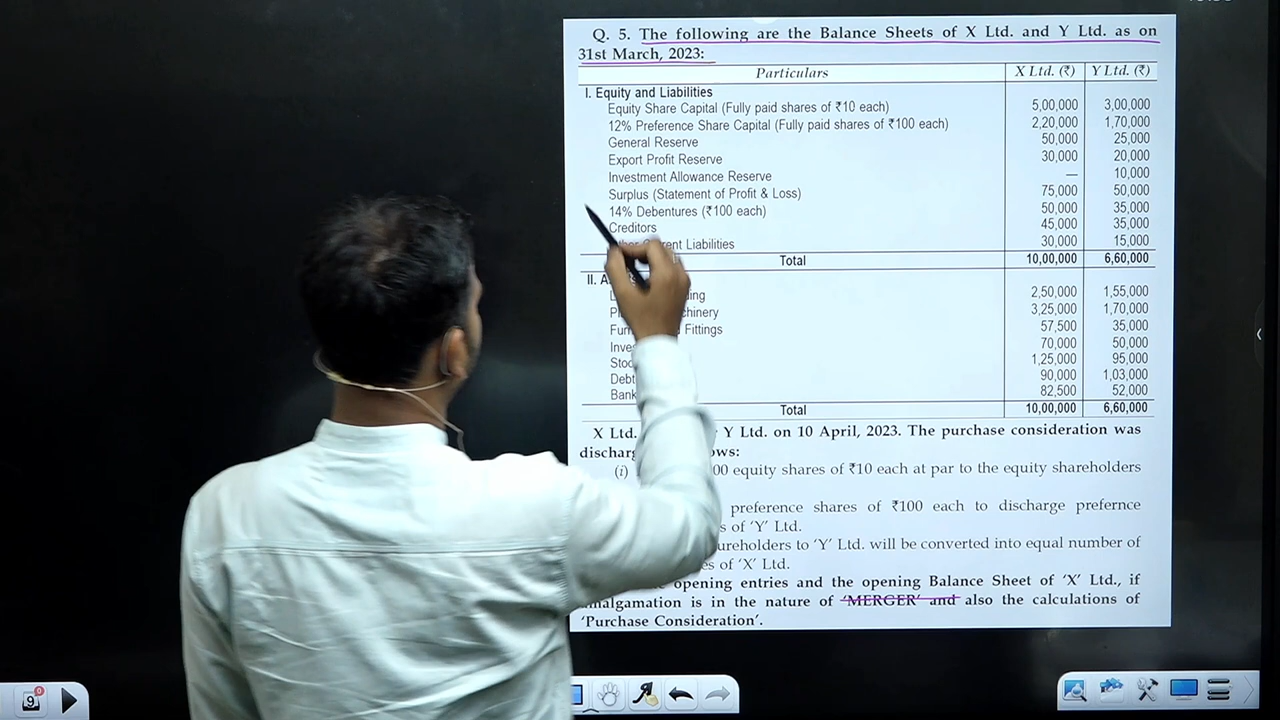 Q. 5. The following are the Balance Sheets of X Ltd. and Y Ltd. as on
31st March, 2023:
Particulars X Ltd. (₹) Y Ltd. (₹)
I. Equity and Liabilities
Equity Share Capital (Fully paid shares of ₹10 each) 5,00,000 3,00,000
12% Preference Share Capital (Fully paid shares of ₹100 each) 2,20,000 1,70,000
General Reserve 50,000 25,000
Export Profit Reserve 30,000 20,000
Investment Allowance Reserve — 10,000
Surplus (Statement of Profit & Loss) 75,000 50,000
14% Debentures (₹100 each) 50,000 35,000
Creditors 45,000 35,000
Liabilities 30,000 15,000
Total 10,00,000 6,60,000
II.
2,50,000 1,55,000
3,25,000 1,70,000
Fittings 57,500 35,000
70,000 50,000
1,25,000 95,000
90,000 1,03,000
Bank 82,500 52,000
Total 10,00,000 6,60,000
X Ltd. Y Ltd. on 10 April, 2023. The purchase consideration was
(i) equity shares of ₹10 each at par to the equity shareholders
preference shares of ₹100 each to discharge prefernce
s of ‘Y’ Ltd.
to ‘Y’ Ltd. will be converted into equal number of
of ‘X’ Ltd.
opening entries and the opening Balance Sheet of ‘X’ Ltd., if
amalgamation is in the nature of ‘MERGER’ and also the calculations of
‘Purchase Consideration’.
9